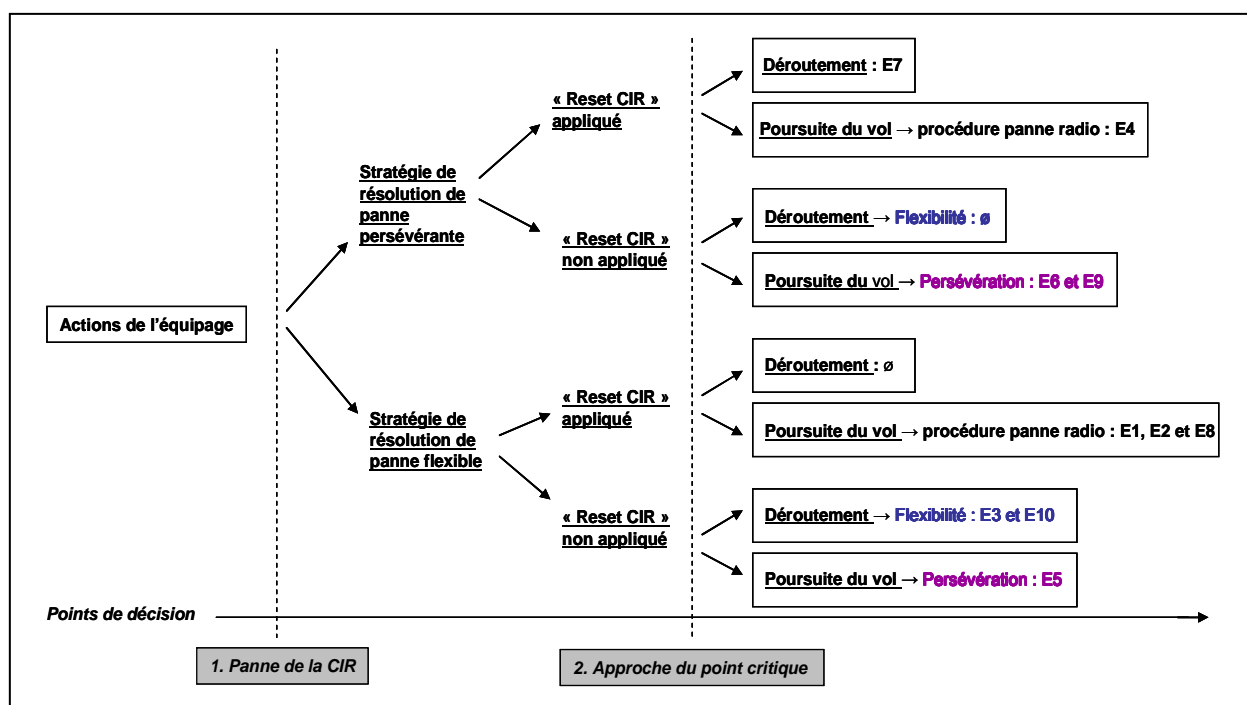 Déroutement : E7
« Reset CIR »
appliqué
Poursuite du vol → procédure panne radio : E4
Stratégie de
résolution de
panne
persévérante
Déroutement → Flexibilité : ø
« Reset CIR »
non appliqué
Poursuite du vol → Persévération : E6 et E9
Actions de l'équipage
Déroutement : ø
« Reset CIR »
appliqué
Poursuite du vol → procédure panne radio : E1, E2 et E8
Stratégie de
résolution de
panne flexible
Déroutement → Flexibilité : E3 et E10
« Reset CIR »
non appliqué
Poursuite du vol → Persévération : E5
Points de décision
1. Panne de la CIR
2. Approche du point critique